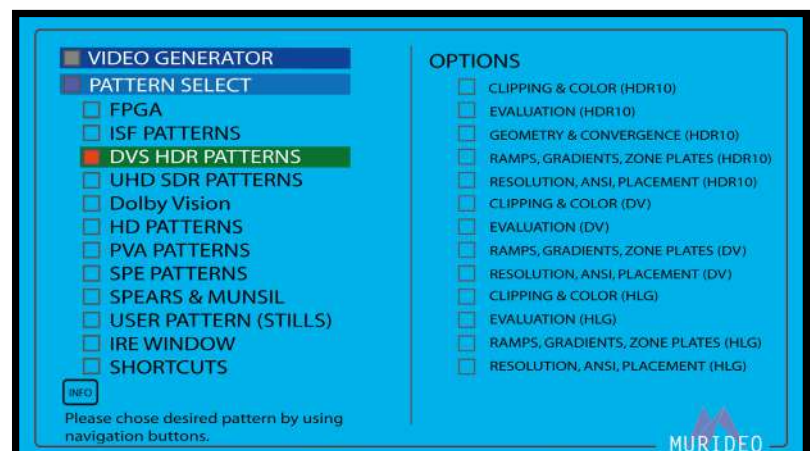 VIDEO GENERATOR
PATTERN SELECT
FPGA
ISF PATTERNS
DVS HDR PATTERNS
UHD SDR PATTERNS
Dolby Vision
HD PATTERNS
PVA PATTERNS
SPE PATTERNS
SPEARS & MUNSIL
USER PATTERN (STILLS)
IRE WINDOW
SHORTCUTS
INFO
Please chose desired pattern by using
navigation buttons.
OPTIONS
CLIPPING & COLOR (HDR10)
EVALUATION (HDR10)
GEOMETRY & CONVERGENCE (HDR10)
RAMPS, GRADIENTS, ZONE PLATES (HDR10)
RESOLUTION, ANSI, PLACEMENT (HDR10)
CLIPPING & COLOR (DV)
EVALUATION (DV)
RAMPS, GRADIENTS, ZONE PLATES (DV)
RESOLUTION, ANSI, PLACEMENT (DV)
CLIPPING & COLOR (HLG)
EVALUATION (HLG)
RAMPS, GRADIENTS, ZONE PLATES (HLG)
RESOLUTION, ANSI, PLACEMENT (HLG)
MURIDEO